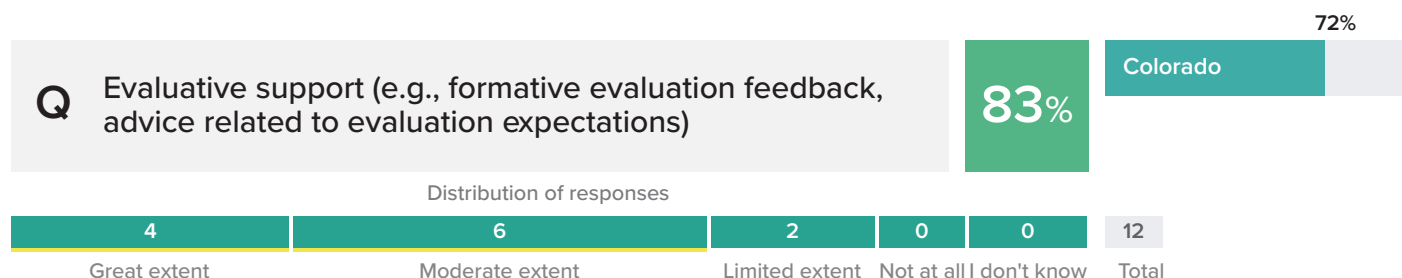 72%
Q Evaluative support (e.g., formative evaluation feedback,
advice related to evaluation expectations)
83%
Colorado
Distribution of responses
4 6 2 0 0 12
Great extent Moderate extent Limited extent Not at all I don't know Total